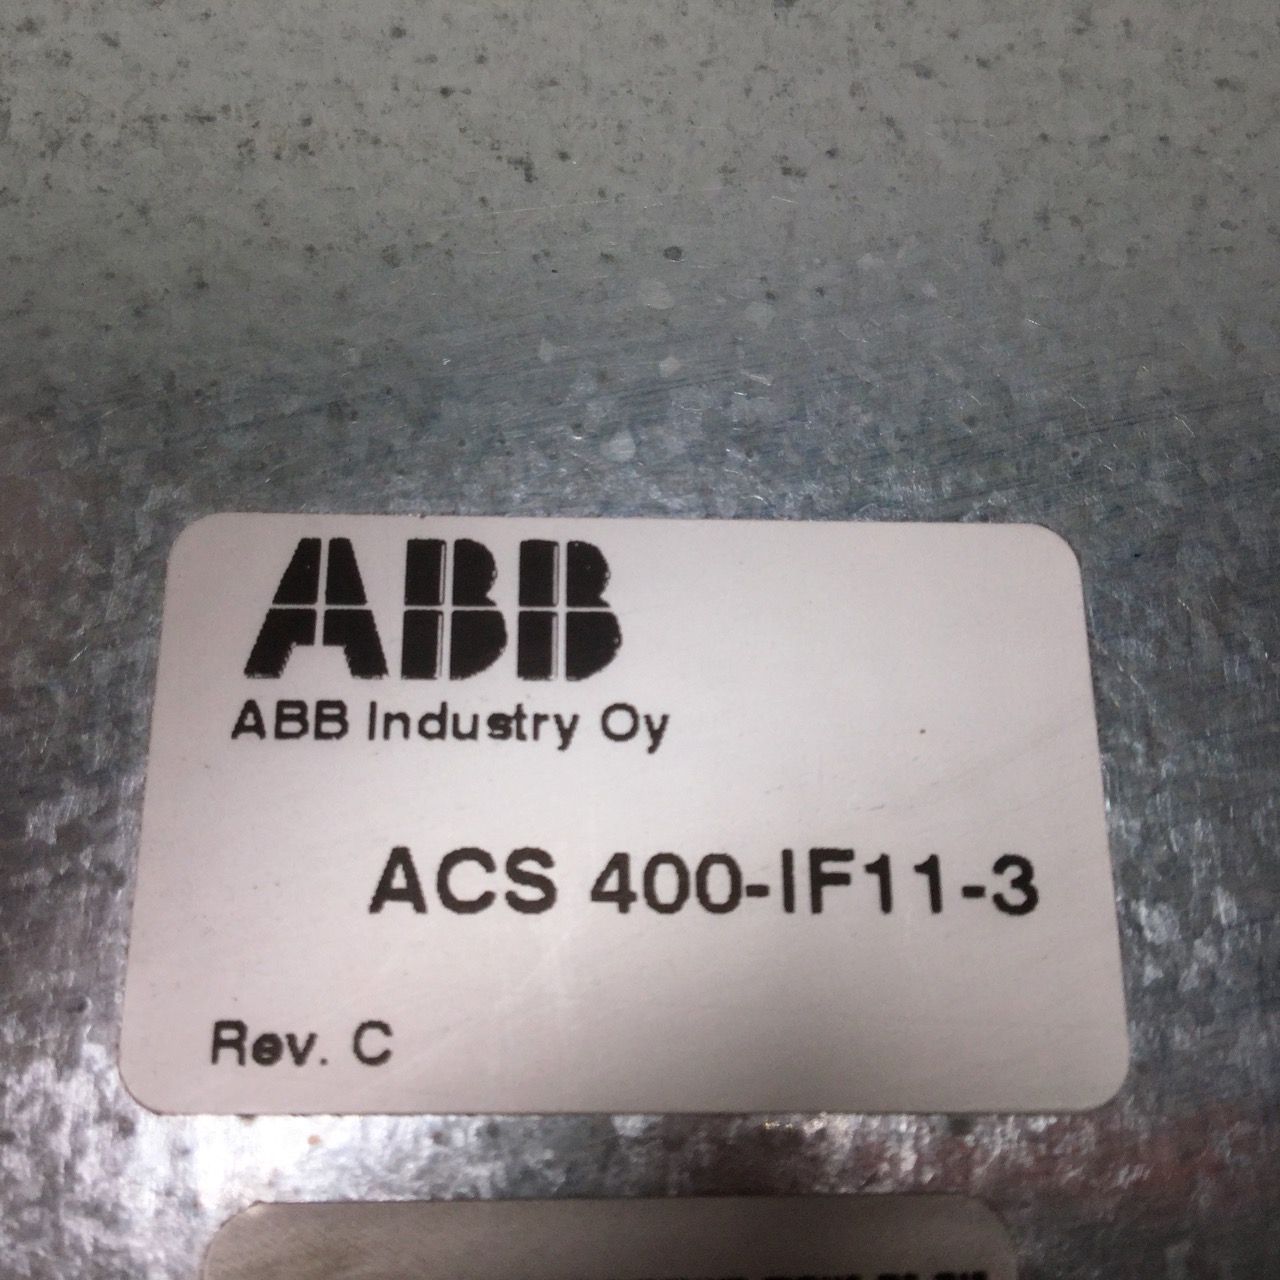 ABB
ABB Industry Oy
ACS 400-IF11-3
Rev. C